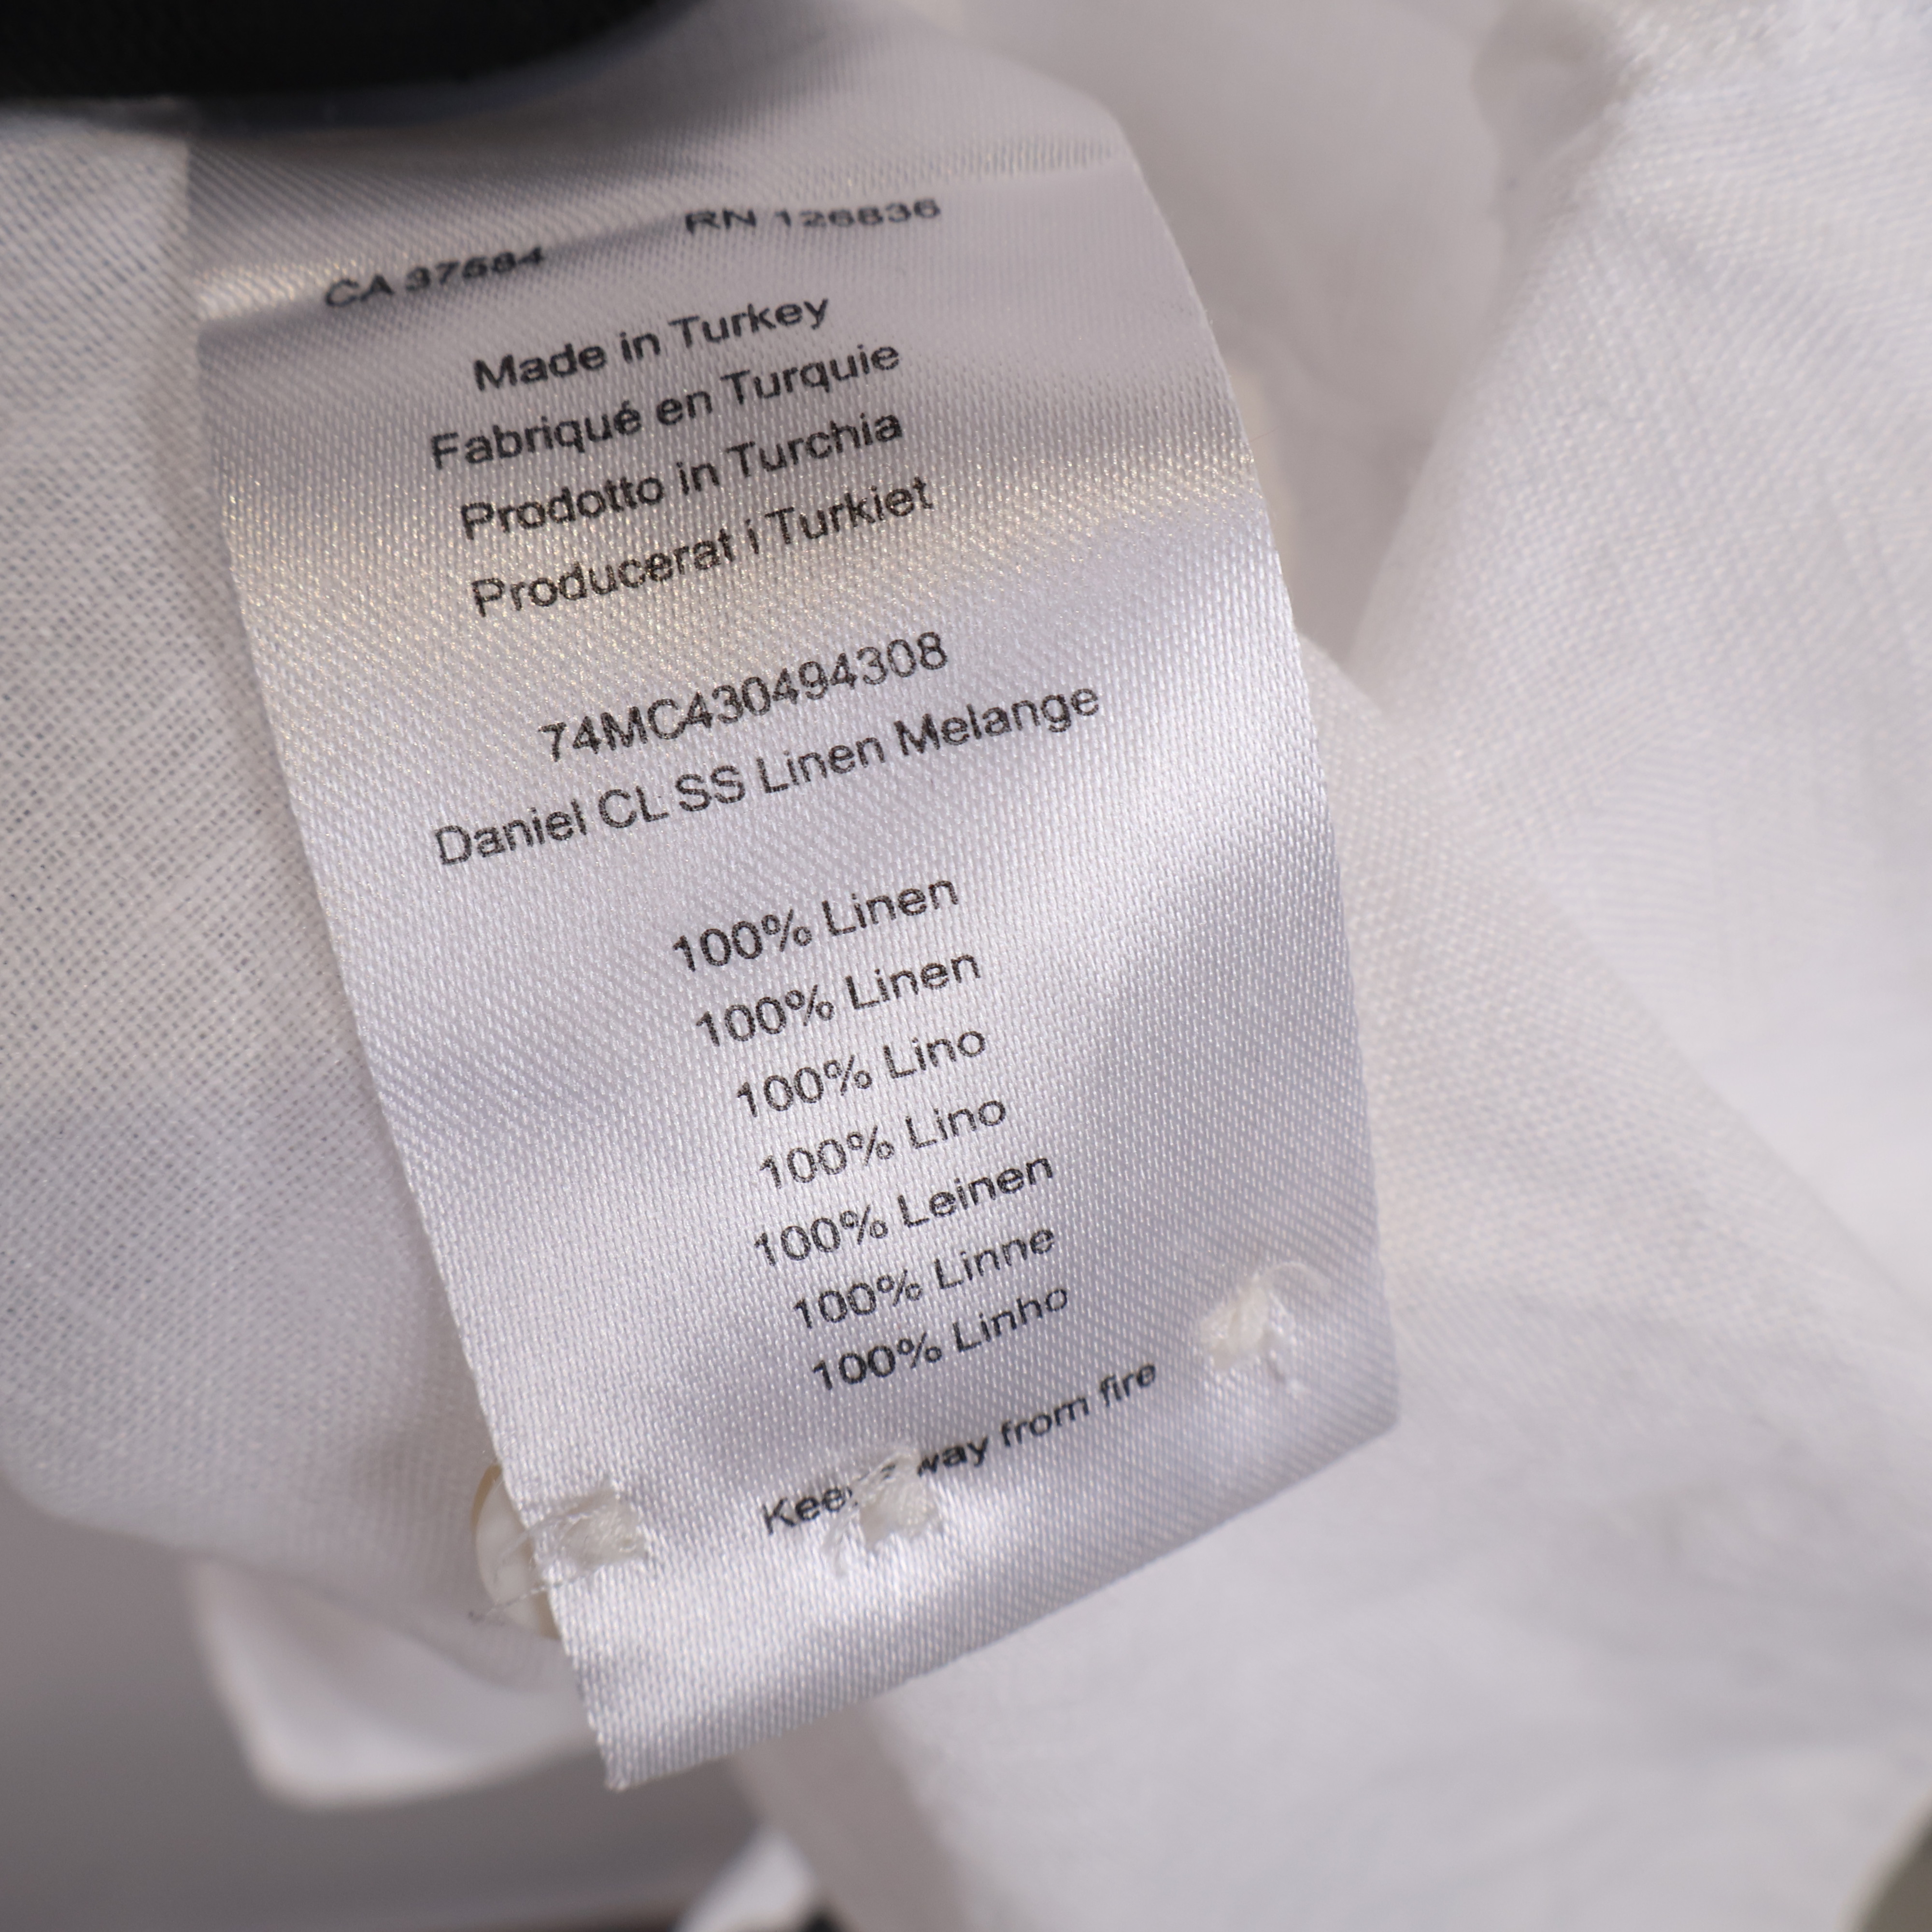 CA 37584 RN 126836
Made in Turkey
Fabriqué en Turquie
Prodotto in Turchia
Producerat i Turkiet
74MC430494308
Daniel CL SS Linen Melange
100% Linen
100% Linen
100% Lino
100% Lino
100% Leinen
100% Linne
100% Linho
from fire